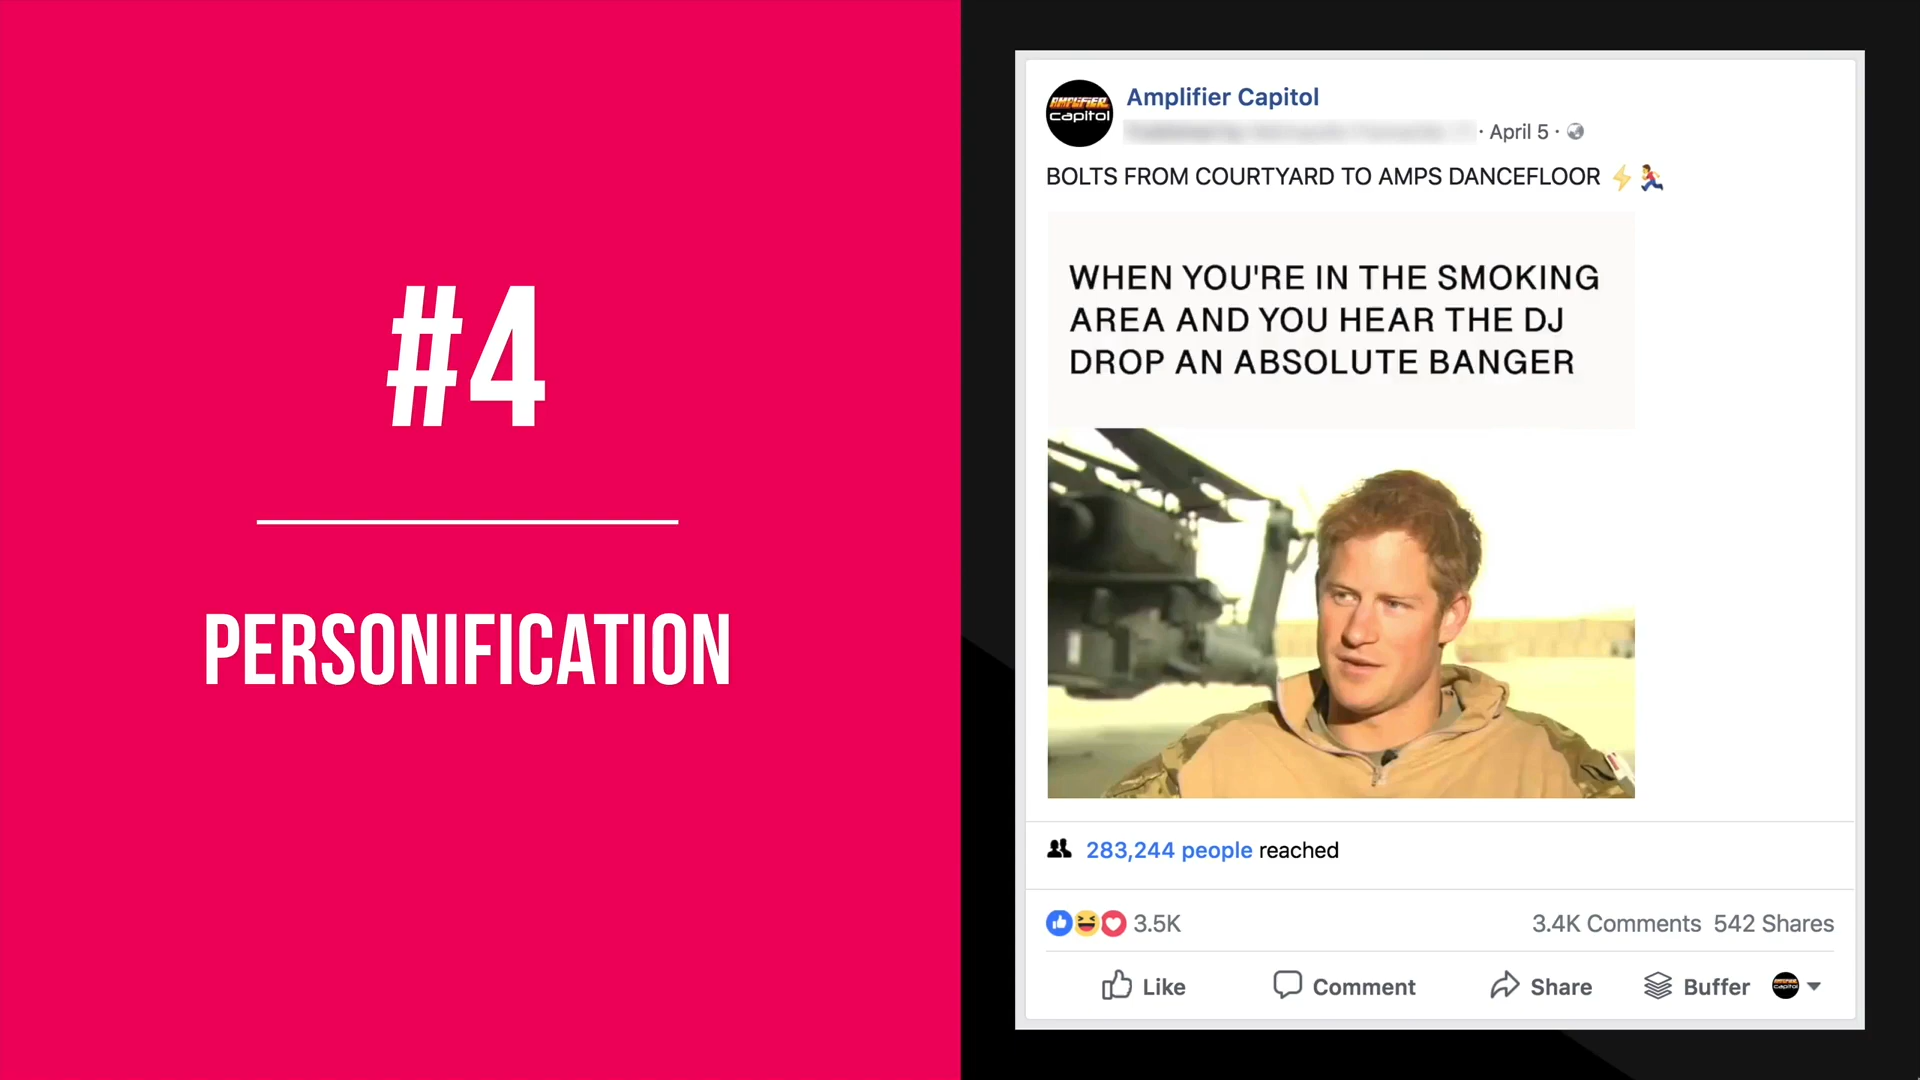 #4
PERSONIFICATION
AMPLIFIER
capitol
Amplifier Capitol
· April 5 ·
BOLTS FROM COURTYARD TO AMPS DANCEFLOOR ⚡🏃
WHEN YOU'RE IN THE SMOKING
AREA AND YOU HEAR THE DJ
DROP AN ABSOLUTE BANGER
283,244 people reached
3.5K
3.4K Comments 542 Shares
Like Comment Share Buffer